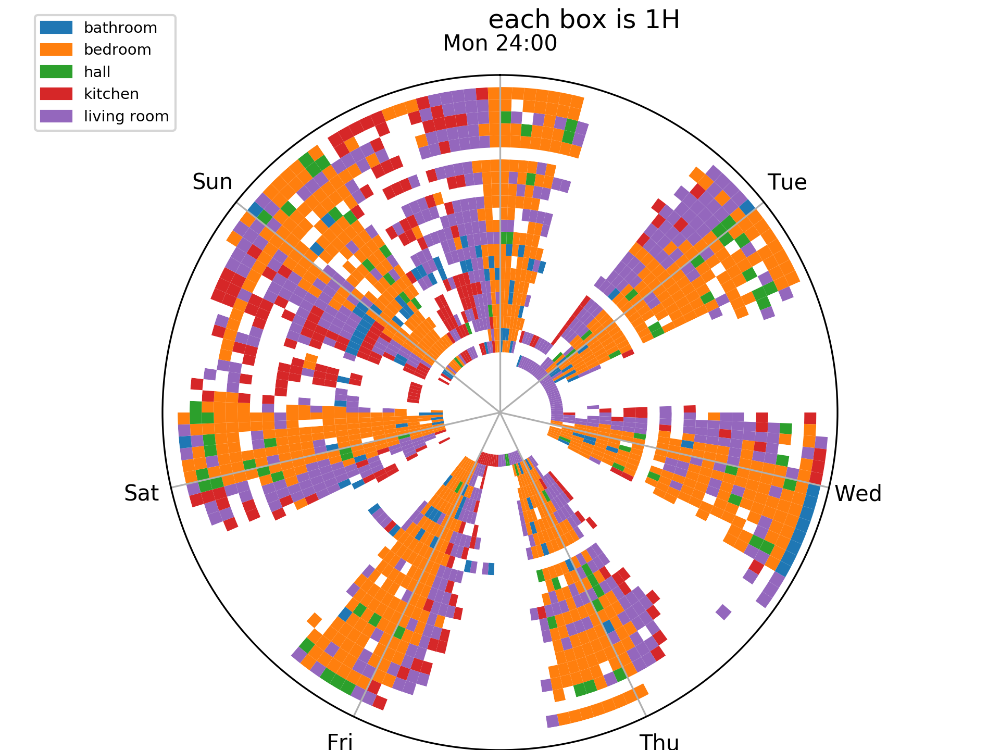 each box is 1H
Mon 24:00
bathroom
bedroom
hall
kitchen
living room
Sun
Tue
Sat
Wed
Fri
Thu